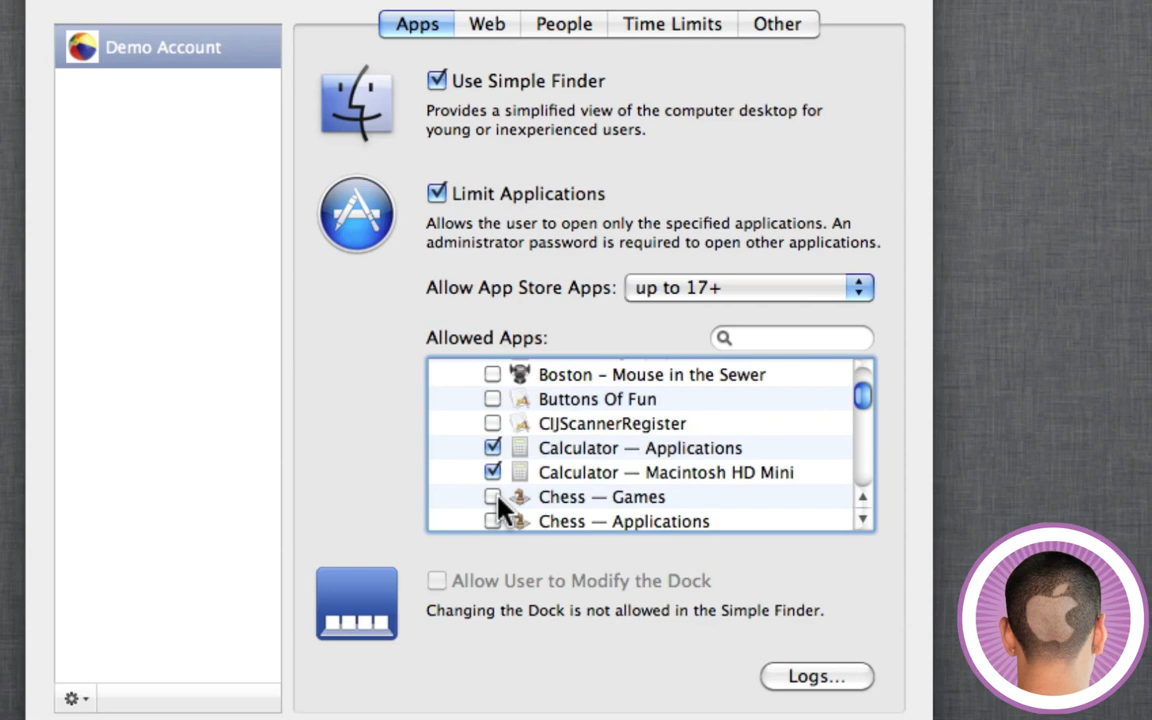 Apps Web People Time Limits Other
Demo Account
Use Simple Finder
Provides a simplified view of the computer desktop for
young or inexperienced users.
Limit Applications
Allows the user to open only the specified applications. An
administrator password is required to open other applications.
Allow App Store Apps: up to 17+
Allowed Apps:
Boston - Mouse in the Sewer
Buttons Of Fun
CIJScannerRegister
Calculator — Applications
Calculator — Macintosh HD Mini
Chess — Games
Chess — Applications
Allow User to Modify the Dock
Changing the Dock is not allowed in the Simple Finder.
Logs...